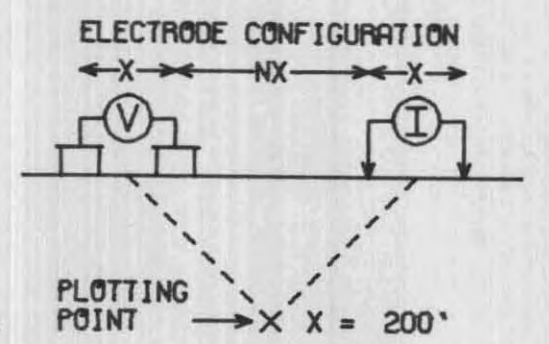 ELECTRODE CONFIGURATION
X NX X
V I
PLOTTING
POINT X X = 200'